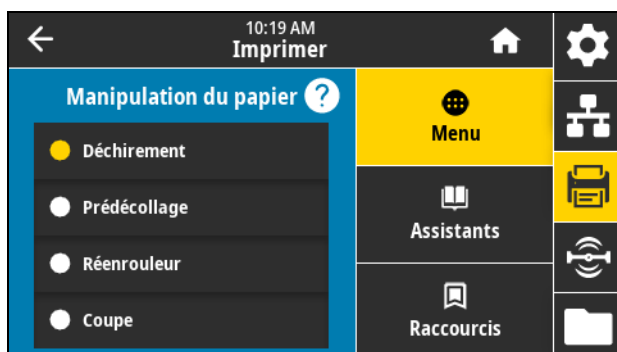 10:19 AM
Imprimer
Manipulation du papier ?
Déchirement
Prédécollage
Réenrouleur
Coupe
Menu
Assistants
Raccourcis